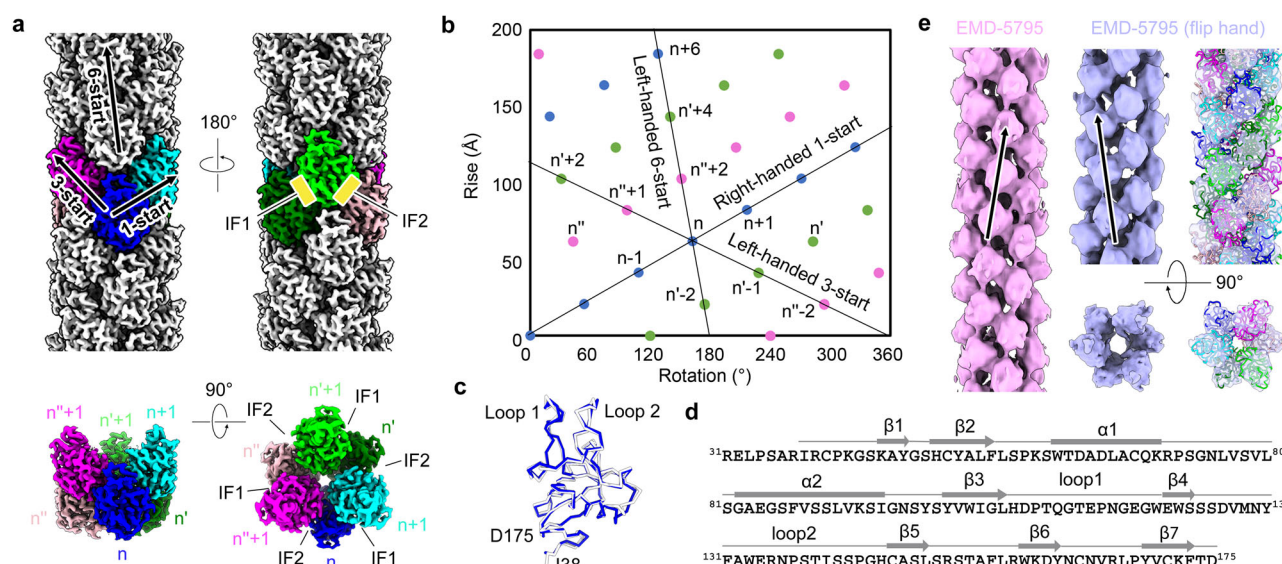 a
6-start
3-start
1-start
180°
IF1
IF2
90°
n''+1
n'+1
n+1
n''
n'
n
n'+1
IF1
IF2
n'
n''
IF2
IF1
n+1
n''+1
IF2
IF1
n
b
Rise (Å)
200
150
100
50
0
0
60
120
180
240
300
360
Rotation (°)
n+6
Left-handed 6-start
n'+4
n'+2
n''+2
Right-handed 1-start
n''+1
n
n+1
n'
n''
n-1
Left-handed 3-start
n'-1
n'-2
n''-2
c
Loop 1
Loop 2
D175
I38
d
β1
β2
α1
31RELPSARIRCPKGSKAYGSHCYALFLSPKSWTDADLACQKRPSGNLVSVL80
α2
β3
loop1
β4
81SGAEGSFVSSLVKSIGNSYSYVWIGLHDPTQGTEPNGEGWEWSSSDVMNY13
loop2
β5
β6
β7
131FAWERNPSTISSPGHCASLSRSTAFLRWKDYNCNVRLPYVCKFTD175
e
EMD-5795
EMD-5795 (flip hand)
90°